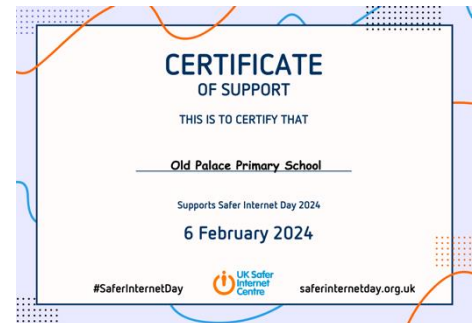 CERTIFICATE
OF SUPPORT
THIS IS TO CERTIFY THAT
Old Palace Primary School
Supports Safer Internet Day 2024
6 February 2024
#SaferInternetDay
UK Safer
Internet
Centre
saferinternetday.org.uk